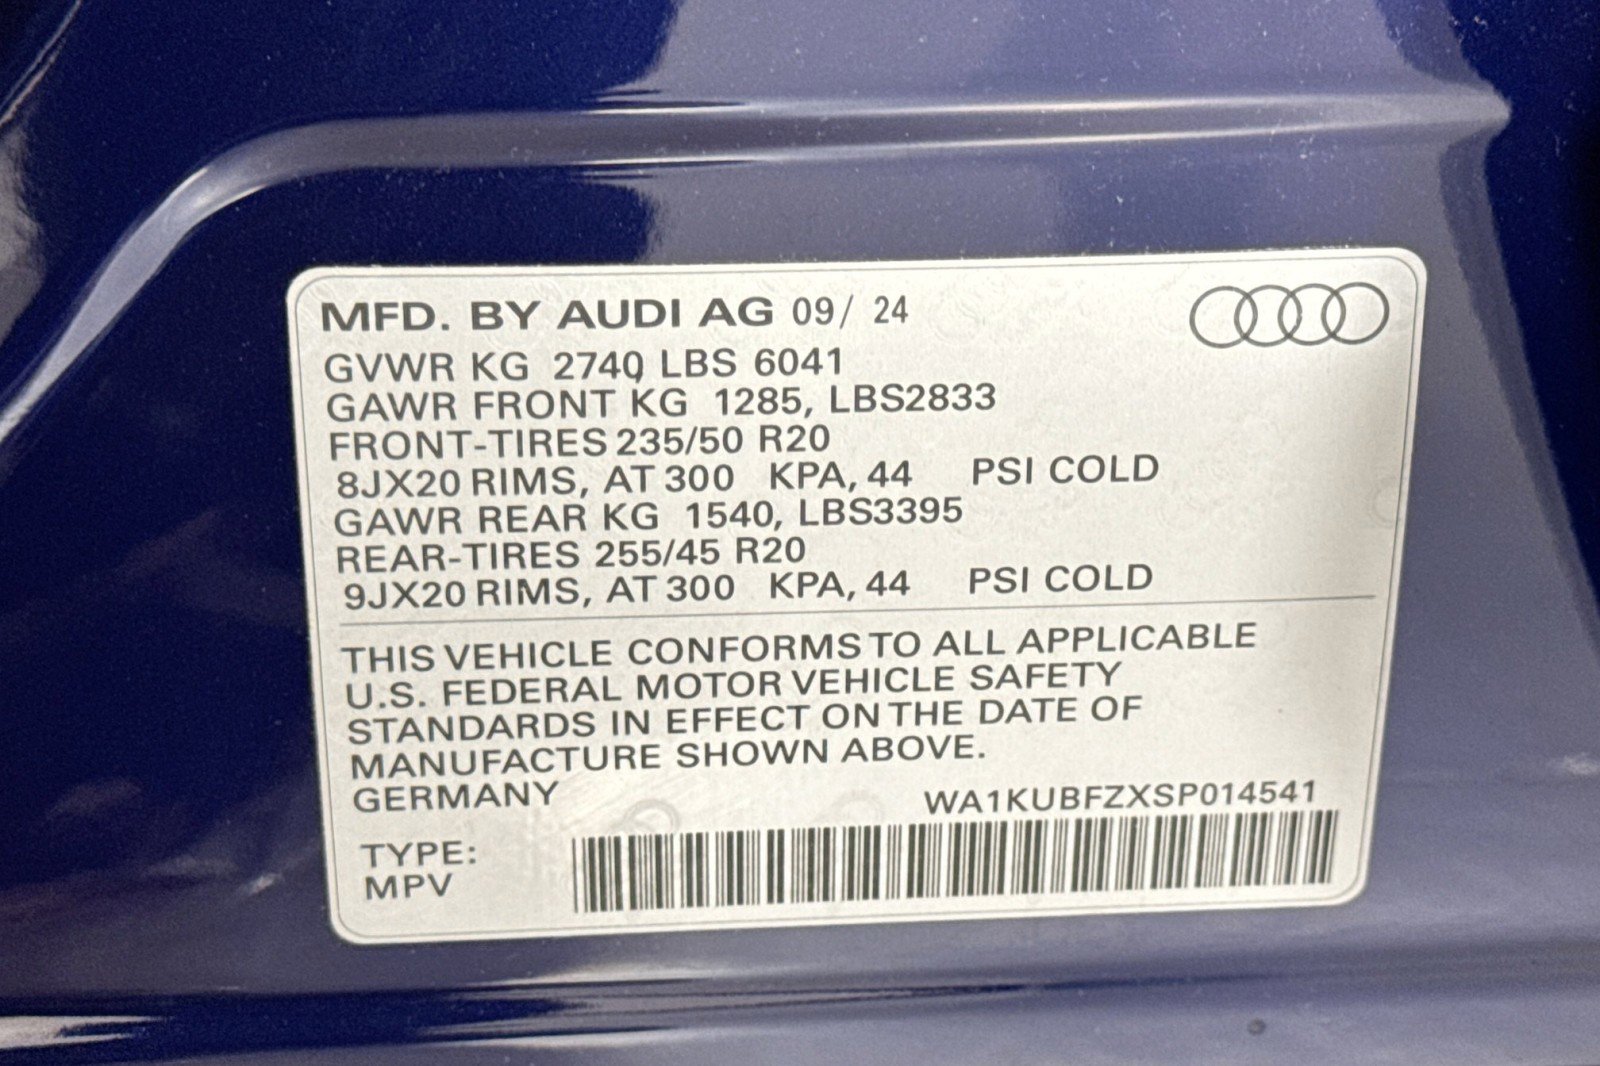 MFD. BY AUDI AG 09/ 24
GVWR KG 2740 LBS 6041
GAWR FRONT KG 1285, LBS2833
FRONT-TIRES 235/50 R20
8JX20 RIMS, AT 300 KPA, 44 PSI COLD
GAWR REAR KG 1540, LBS3395
REAR-TIRES 255/45 R20
9JX20 RIMS, AT 300 KPA, 44 PSI COLD
THIS VEHICLE CONFORMS TO ALL APPLICABLE
U.S. FEDERAL MOTOR VEHICLE SAFETY
STANDARDS IN EFFECT ON THE DATE OF
MANUFACTURE SHOWN ABOVE.
GERMANY
WA1KUBFZXSP014541
TYPE:
MPV